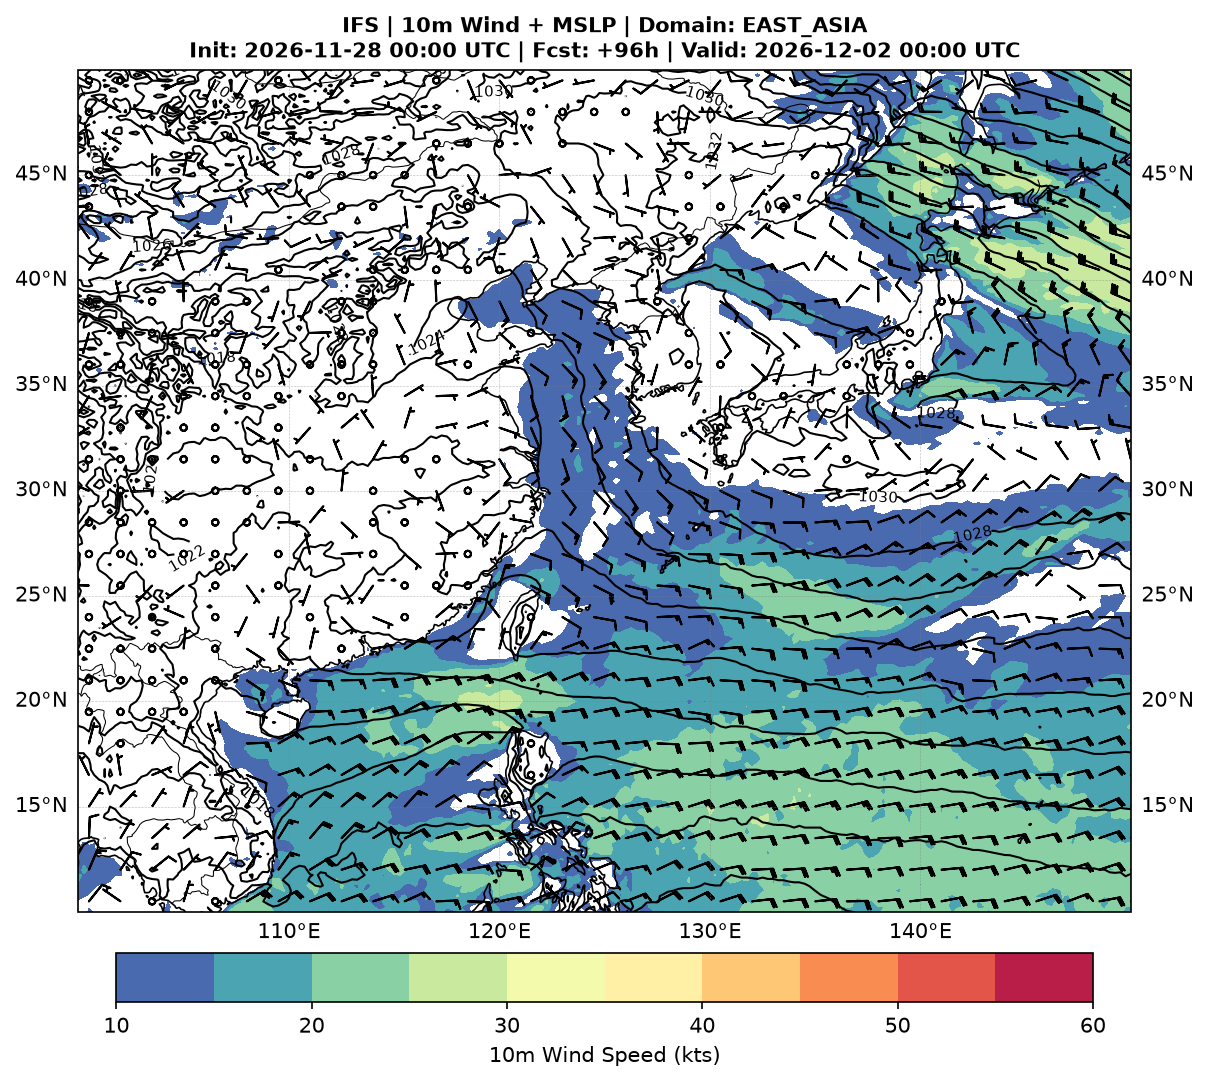 IFS | 10m Wind + MSLP | Domain: EAST_ASIA
Init: 2026-11-28 00:00 UTC | Fcst: +96h | Valid: 2026-12-02 00:00 UTC
1030
1030
1030
1032
1028
45°N
45°N
1026
40°N
40°N
1024
1018
35°N
35°N
1028
30°N
30°N
1030
1028
1022
25°N
25°N
20°N
20°N
1018
15°N
15°N
110°E
120°E
130°E
140°E
10
20
30
40
50
60
10m Wind Speed (kts)